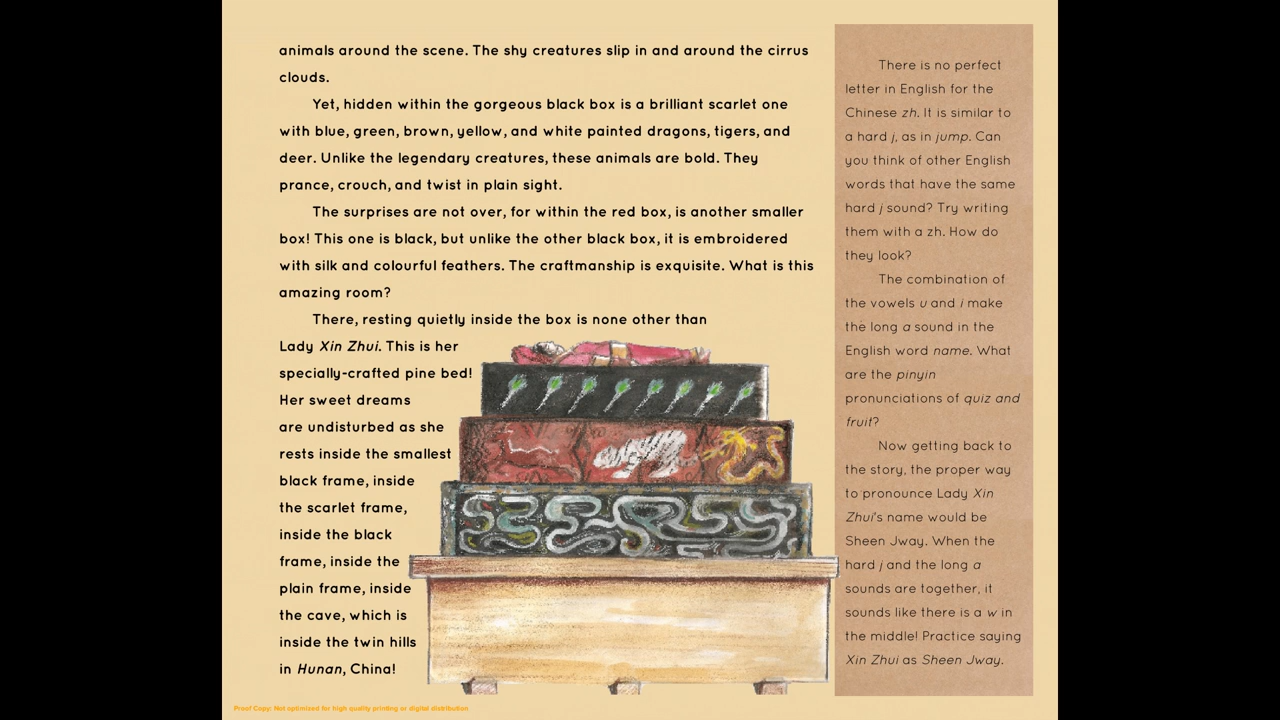 animals around the scene. The shy creatures slip in and around the cirrus
clouds.
Yet, hidden within the gorgeous black box is a brilliant scarlet one
with blue, green, brown, yellow, and white painted dragons, tigers, and
deer. Unlike the legendary creatures, these animals are bold. They
prance, crouch, and twist in plain sight.
The surprises are not over, for within the red box, is another smaller
box! This one is black, but unlike the other black box, it is embroidered
with silk and colourful feathers. The craftmanship is exquisite. What is this
amazing room?
There, resting quietly inside the box is none other than
Lady Xin Zhui. This is her
specially-crafted pine bed!
Her sweet dreams
are undisturbed as she
rests inside the smallest
black frame, inside
the scarlet frame,
inside the black
frame, inside the
plain frame, inside
the cave, which is
inside the twin hills
in Hunan, China!
There is no perfect
letter in English for the
Chinese zh. It is similar to
a hard j, as in jump. Can
you think of other English
words that have the same
hard j sound? Try writing
them with a zh. How do
they look?
The combination of
the vowels u and i make
the long a sound in the
English word name. What
are the pinyin
pronunciations of quiz and
fruit?
Now getting back to
the story, the proper way
to pronounce Lady Xin
Zhui's name would be
Sheen Jway. When the
hard j and the long a
sounds are together, it
sounds like there is a w in
the middle! Practice saying
Xin Zhui as Sheen Jway.
Proof Copy: Not optimized for high quality printing or digital distribution